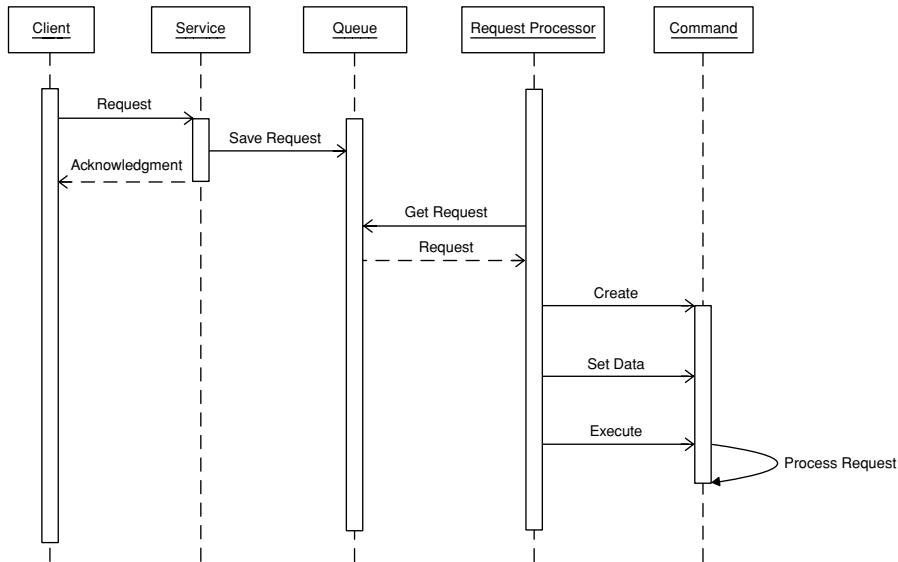 Client
Service
Queue
Request Processor
Command
Request
Save Request
Acknowledgment
Get Request
Request
Create
Set Data
Execute
Process Request